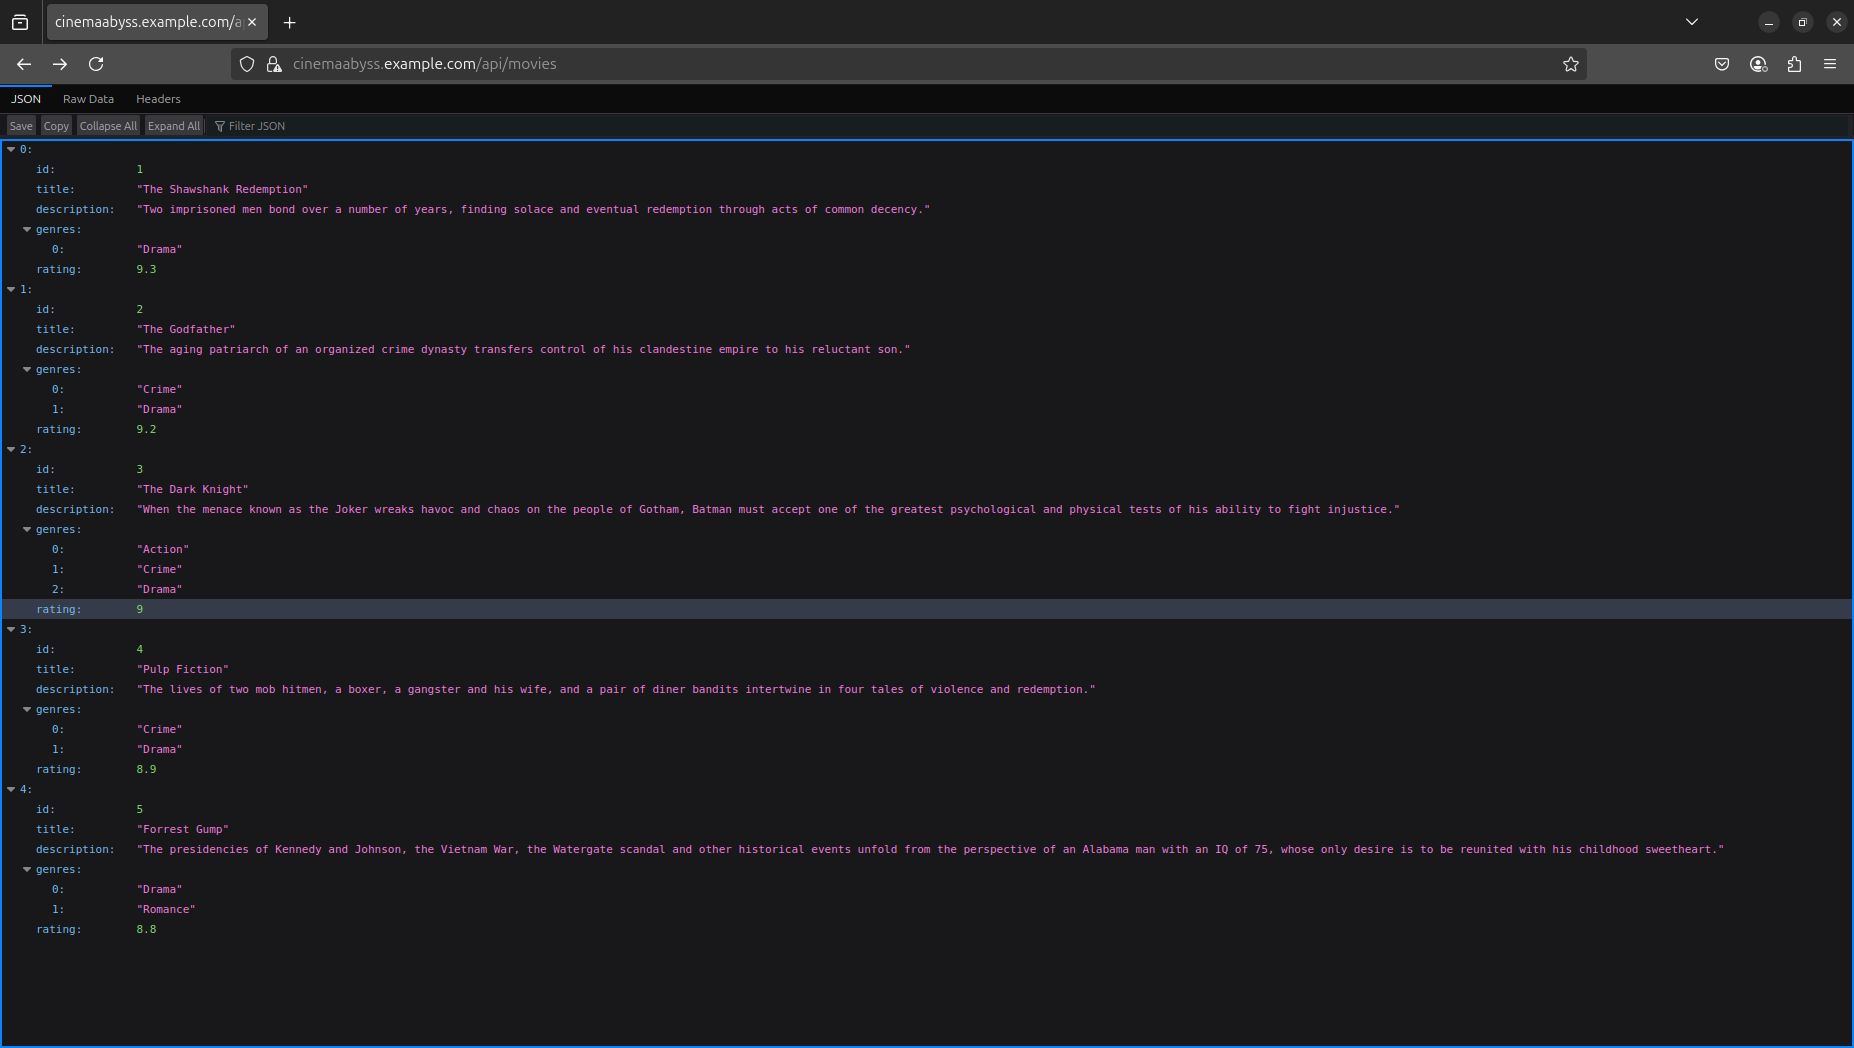 cinemaabyss.example.com/a
cinemaabyss.example.com/api/movies
JSON Raw Data Headers
Save Copy Collapse All Expand All Filter JSON
0:
id: 1
title: "The Shawshank Redemption"
description: "Two imprisoned men bond over a number of years, finding solace and eventual redemption through acts of common decency."
genres:
0: "Drama"
rating: 9.3
1:
id: 2
title: "The Godfather"
description: "The aging patriarch of an organized crime dynasty transfers control of his clandestine empire to his reluctant son."
genres:
0: "Crime"
1: "Drama"
rating: 9.2
2:
id: 3
title: "The Dark Knight"
description: "When the menace known as the Joker wreaks havoc and chaos on the people of Gotham, Batman must accept one of the greatest psychological and physical tests of his ability to fight injustice."
genres:
0: "Action"
1: "Crime"
2: "Drama"
rating: 9
3:
id: 4
title: "Pulp Fiction"
description: "The lives of two mob hitmen, a boxer, a gangster and his wife, and a pair of diner bandits intertwine in four tales of violence and redemption."
genres:
0: "Crime"
1: "Drama"
rating: 8.9
4:
id: 5
title: "Forrest Gump"
description: "The presidencies of Kennedy and Johnson, the Vietnam War, the Watergate scandal and other historical events unfold from the perspective of an Alabama man with an IQ of 75, whose only desire is to be reunited with his childhood sweetheart."
genres:
0: "Drama"
1: "Romance"
rating: 8.8